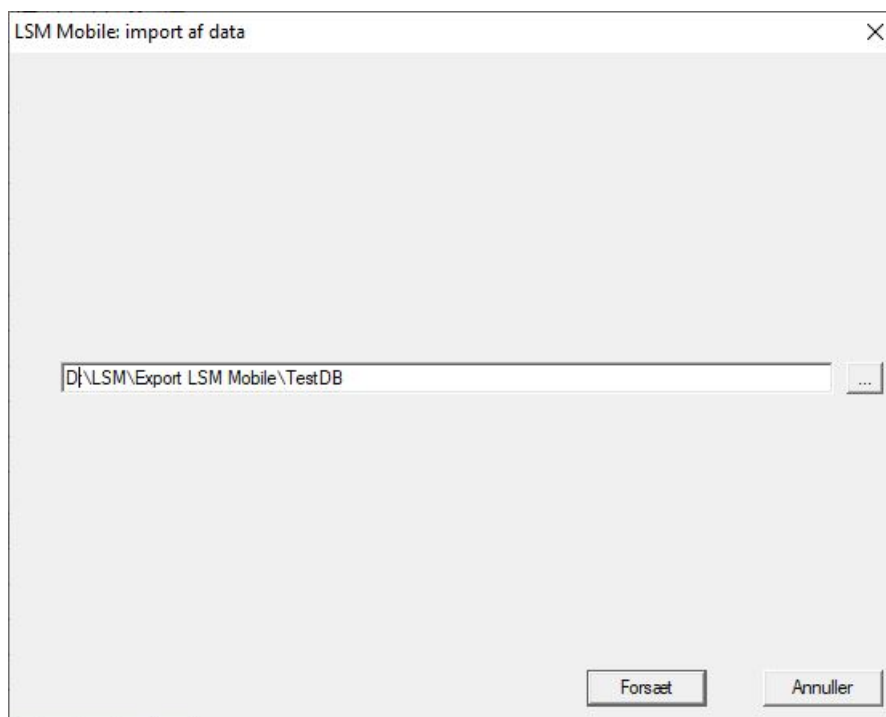 LSM Mobile: import af data
D:\LSM\Export LSM Mobile\TestDB
...
Forsæt
Annuller